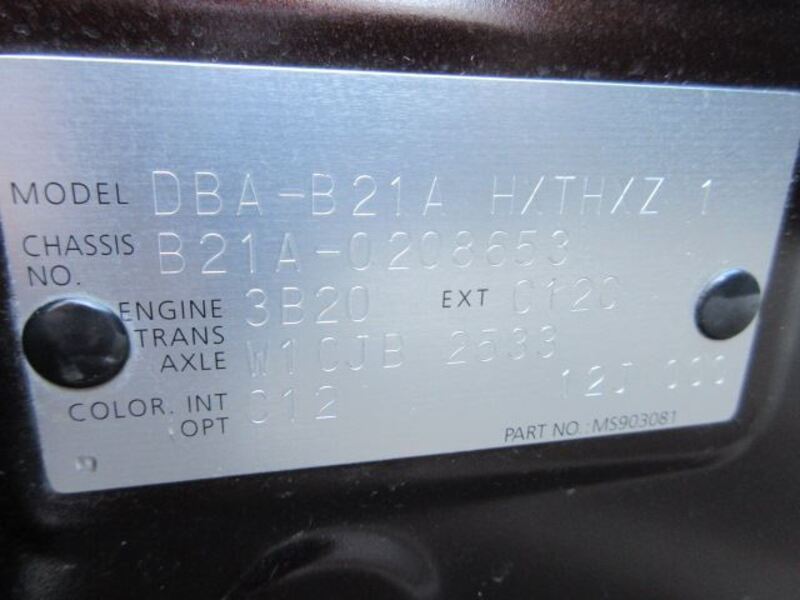 MODEL DBA-B21A HXTHXZ 1
CHASSIS NO. B21A-0208653
ENGINE 3B20 EXT C12C
TRANS AXLE W1CJB 2533
COLOR. INT C12 12J 000
OPT
PART NO.: MS903081